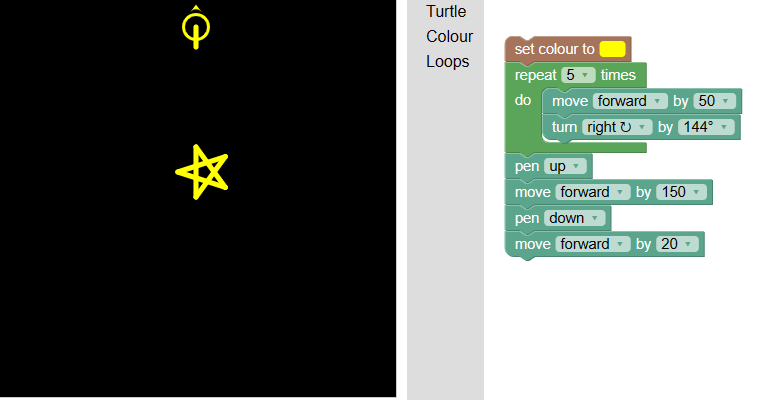 Turtle
Colour
Loops
set colour to
repeat 5 times
do move forward by 50
turn right ↻ by 144°
pen up
move forward by 150
pen down
move forward by 20